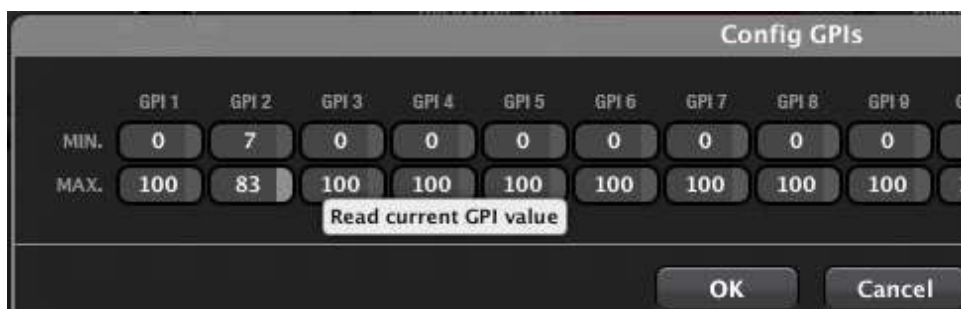 Config GPIs
GPI 1 GPI 2 GPI 3 GPI 4 GPI 5 GPI 6 GPI 7 GPI 8 GPI 9
MIN. 0 7 0 0 0 0 0 0 0
MAX. 100 83 100 100 100 100 100 100 100
Read current GPI value
OK Cancel